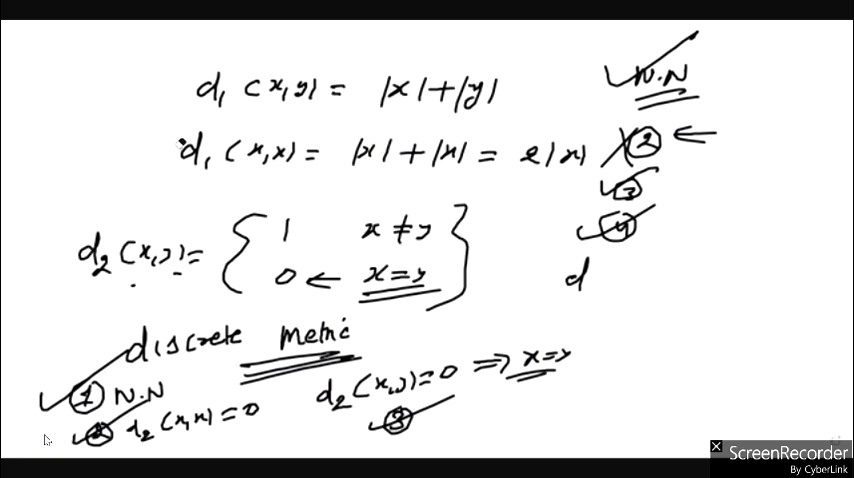 d₁ (x,y) = |x|+|y| N.N
d₁ (x,x) = |x|+|x| = 2|x| ②←
③
④
d₂(x,y) = { 1 x≠y
0 ← x=y }
d
discrete Metric
① N.N
② d₂(x,x)=0
d₂(x,y)=0 ⇒ x=y
③
ScreenRecorder
By CyberLink